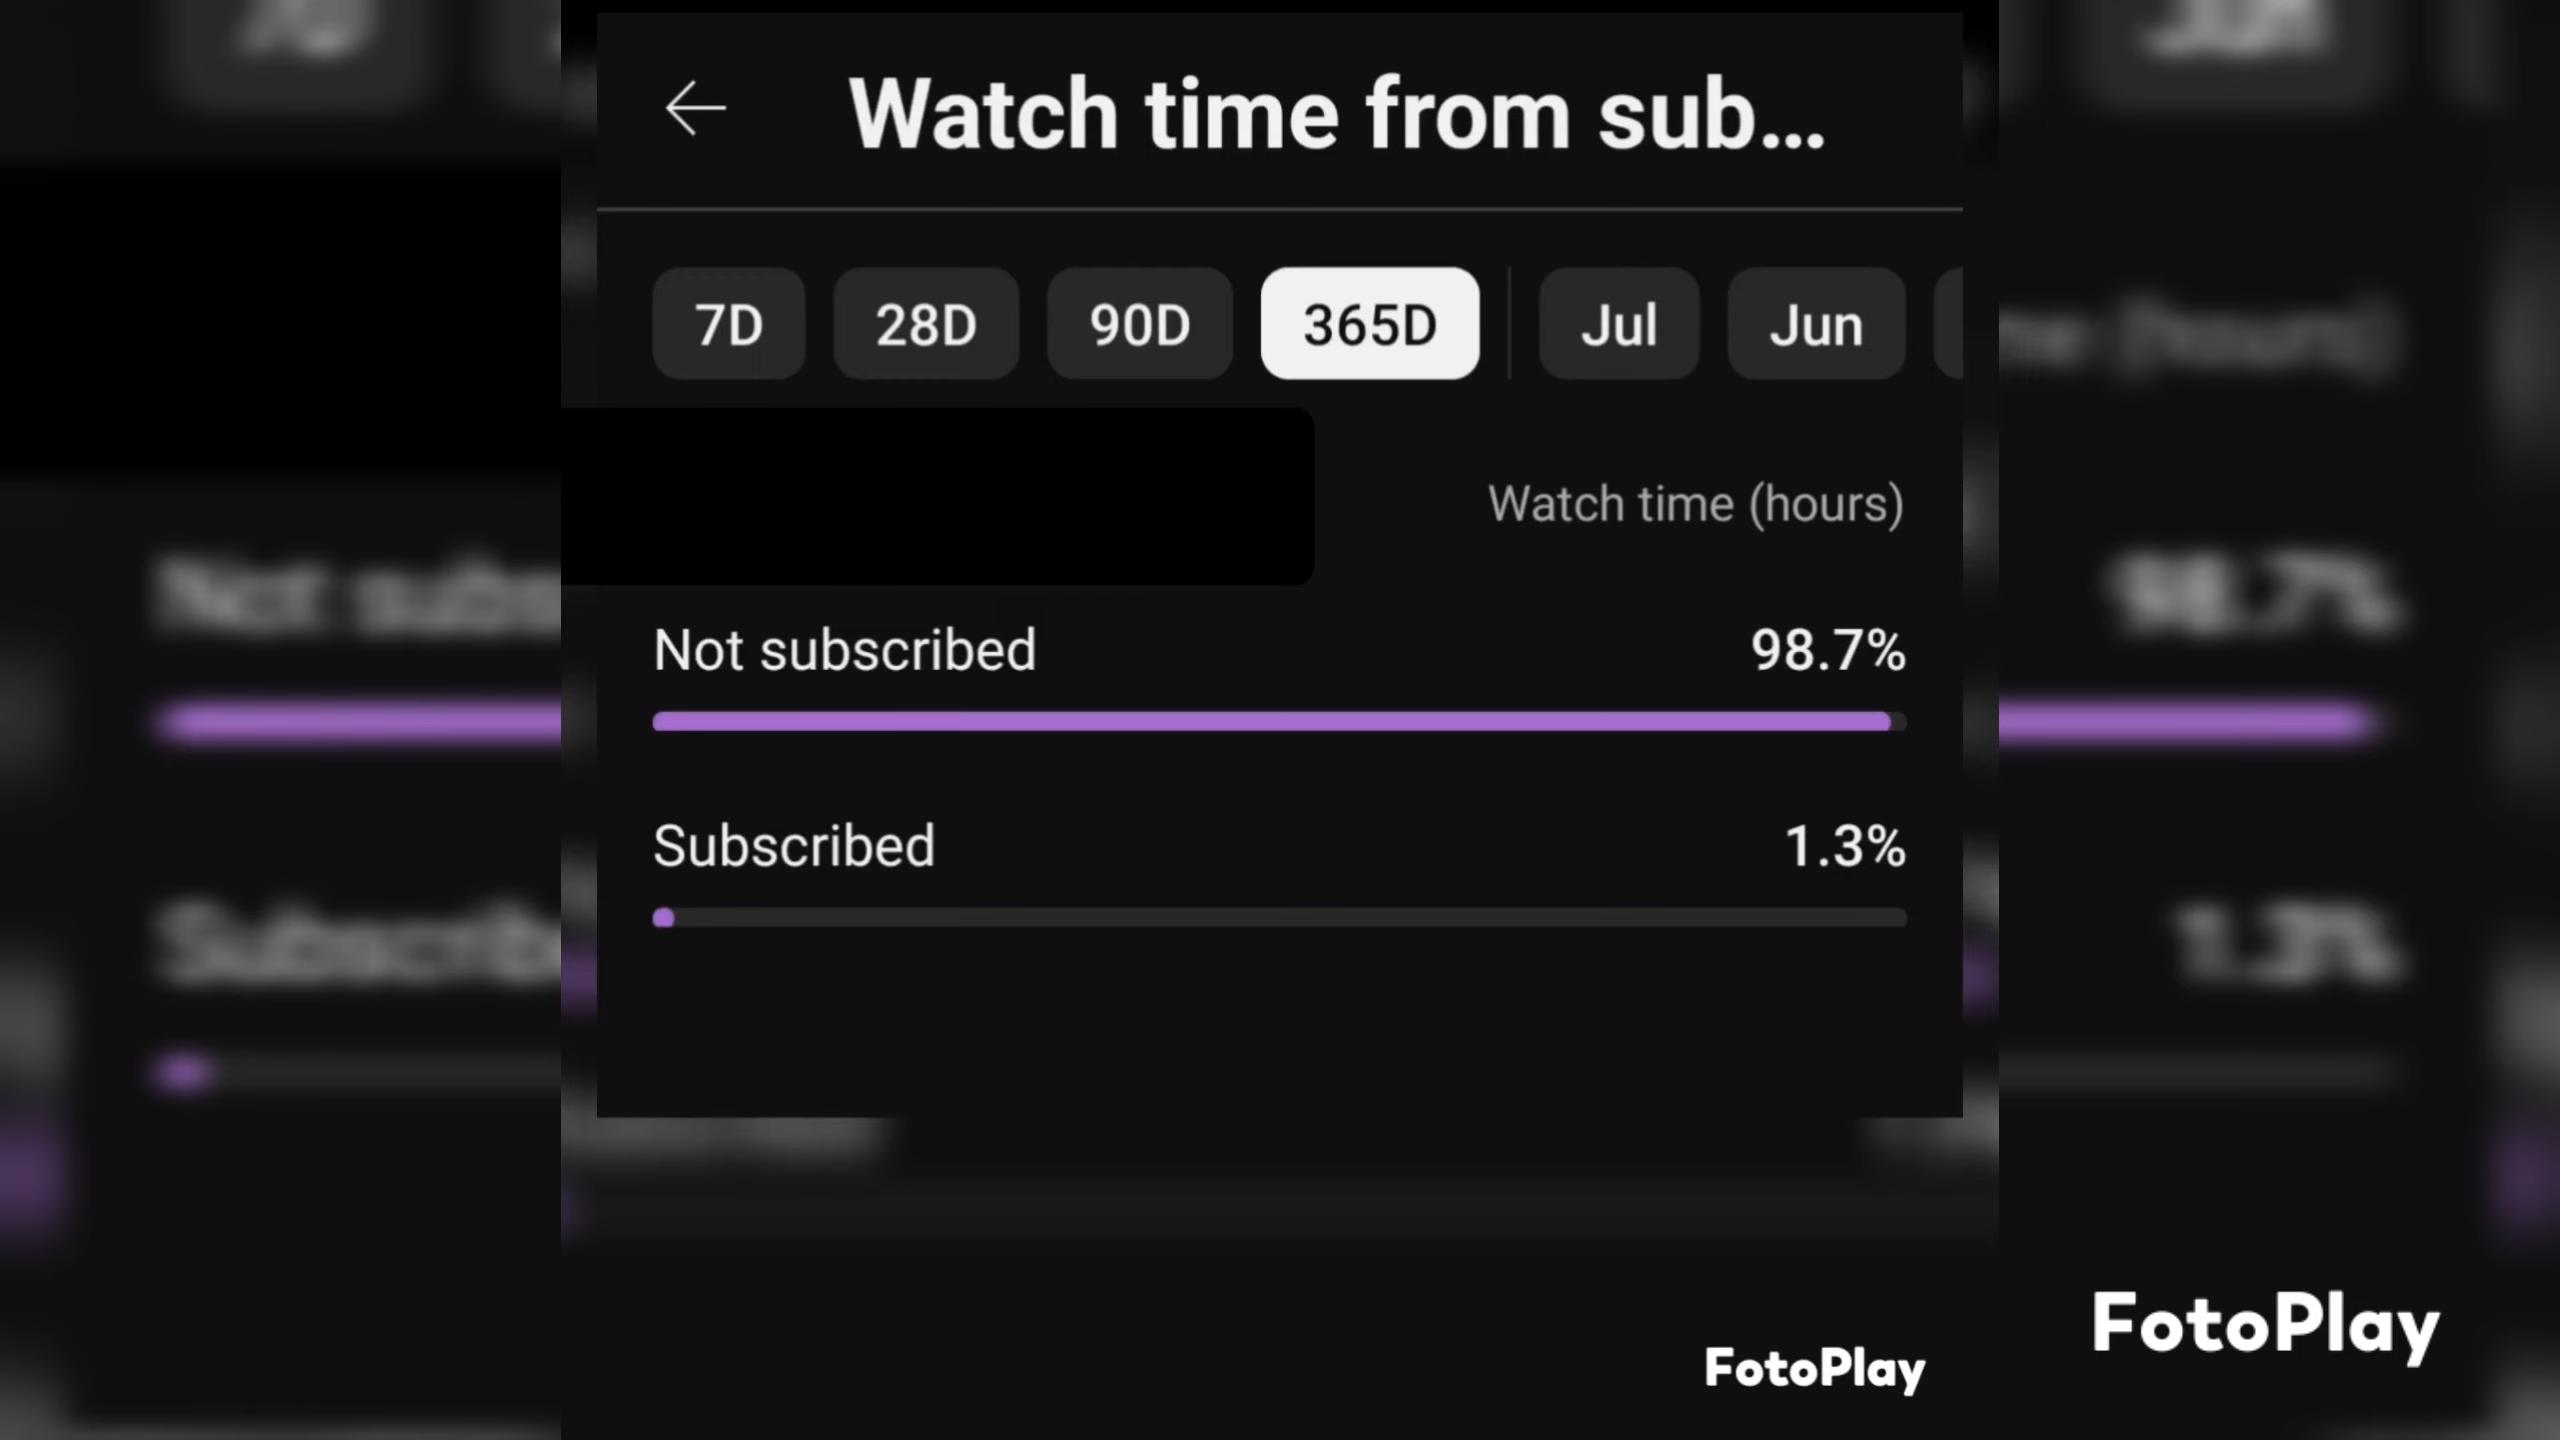 Watch time from sub...
7D 28D 90D 365D Jul Jun
Watch time (hours)
Not subscribed 98.7%
Subscribed 1.3%
FotoPlay
FotoPlay